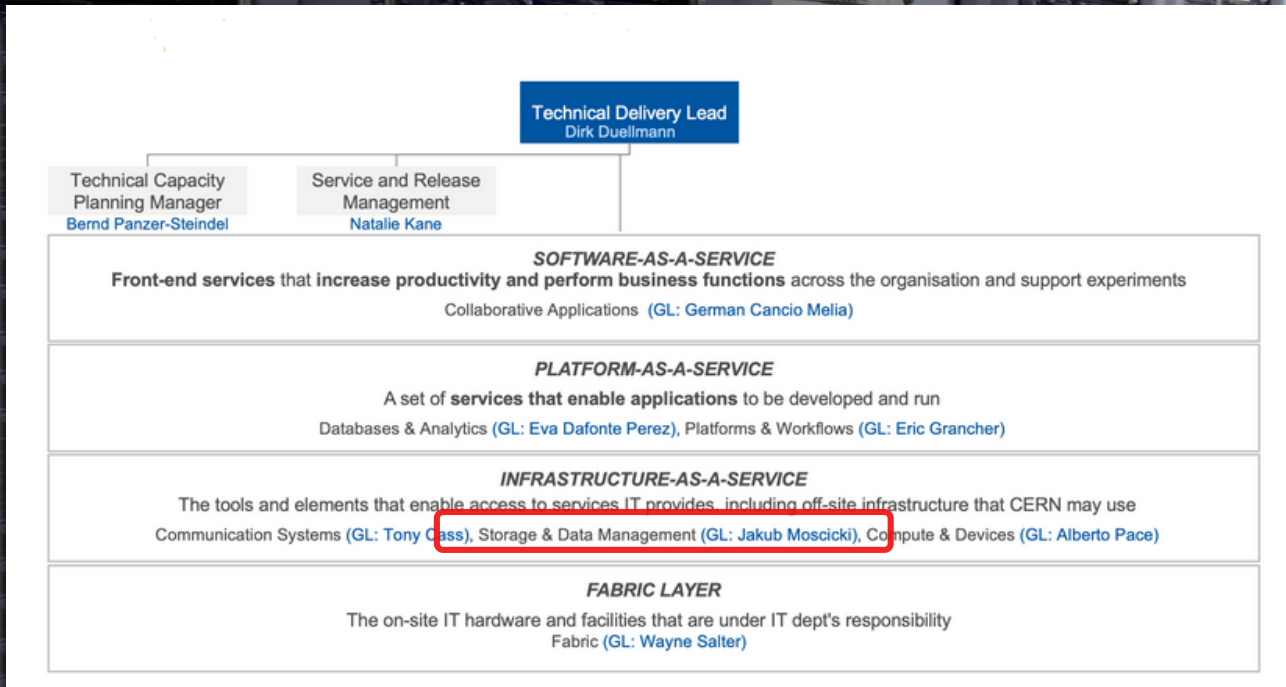 Technical Delivery Lead
Dirk Duellmann
Technical Capacity
Planning Manager
Bernd Panzer-Steindel
Service and Release
Management
Natalie Kane
SOFTWARE-AS-A-SERVICE
Front-end services that increase productivity and perform business functions across the organisation and support experiments
Collaborative Applications (GL: German Cancio Melia)
PLATFORM-AS-A-SERVICE
A set of services that enable applications to be developed and run
Databases & Analytics (GL: Eva Dafonte Perez), Platforms & Workflows (GL: Eric Grancher)
INFRASTRUCTURE-AS-A-SERVICE
The tools and elements that enable access to services IT provides, including off-site infrastructure that CERN may use
Communication Systems (GL: Tony Cass), Storage & Data Management (GL: Jakub Moscicki), Compute & Devices (GL: Alberto Pace)
FABRIC LAYER
The on-site IT hardware and facilities that are under IT dept's responsibility
Fabric (GL: Wayne Salter)